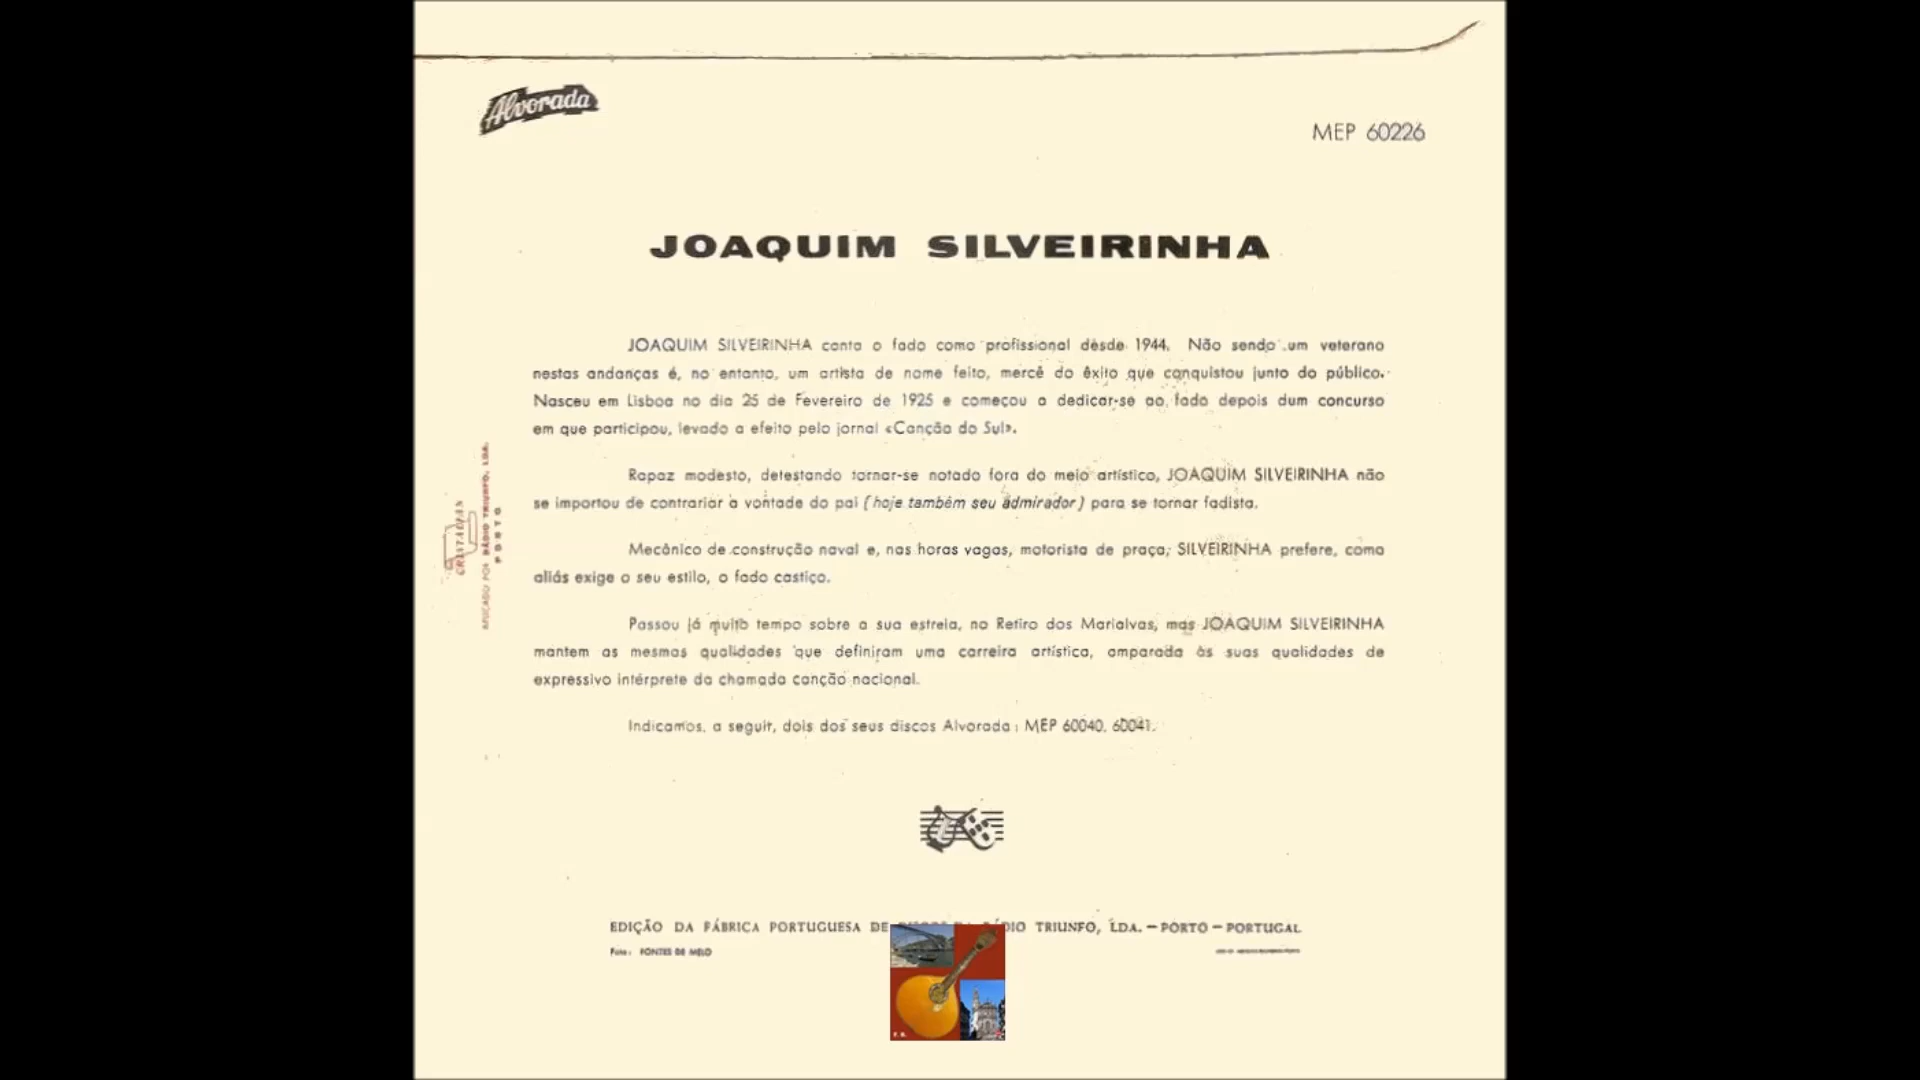 Alvorada
MEP 60226
JOAQUIM SILVEIRINHA
JOAQUIM SILVEIRINHA canta o fado como profissional désde 1944. Não sendo um veterano
nestas andanças é, no entanto, um artista de nome feito, mercê do êxito que conquistou junto do público.
Nasceu em Lisboa no dia 25 de Fevereiro de 1925 e começou a dedicar-se ao fado depois dum concurso
em que participou, levado a efeito pelo jornal «Canção do Sul».
Rapaz modesto, detestando tornar-se notado fora do meio artístico, JOAQUIM SILVEIRINHA não
se importou de contrariar a vontade do pai (hoje também seu admirador) para se tornar fadista.
Mecânico de construção naval e, nas horas vagas, motorista de praça; SILVEIRINHA prefere, como
aliás exige o seu estilo, o fado castiço.
Passou já muito tempo sobre a sua estreia, no Retiro dos Marialvas, mas JOAQUIM SILVEIRINHA
mantem as mesmas qualidades que definiram uma carreira artística, amparada às suas qualidades de
expressivo intérprete da chamada canção nacional.
Indicamos, a seguir, dois dos seus discos Alvorada: MEP 60040, 60041.
APLICADO POR RÁDIO TRIUNFO, LDA.
PORTO
EDIÇÃO DA FÁBRICA PORTUGUESA DE TRIUNFO, LDA. — PORTO — PORTUGAL
Foto: FONTES DE MELO